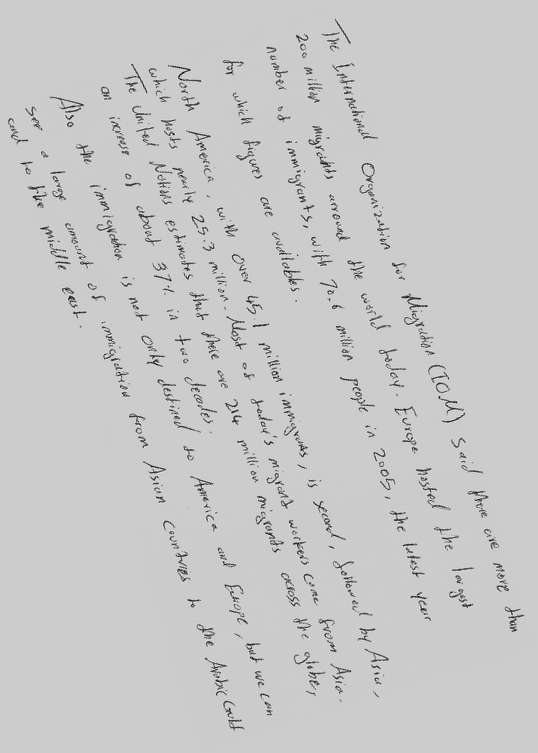 The International Organization for Migration (IOM) said there are more than
200 million migrants arround the world today. Europe hosted the largest
number of immigrants, with 70.6 million people in 2005, the latest year
for which figures are availables.
North America, with over 45.1 million immigrants, is second, followed by Asia,
which hosts nearly 25.3 million. Most of today's migrant workers come from Asia.
The United Nations estimates that there are 214 million migrants across the globe,
an increase of about 37% in two decades.
Also the immigration is not only destined to America and Europe, but we can
see a large amount of immigration from Asian countries to the Arabic Gulf
and to the middle east.